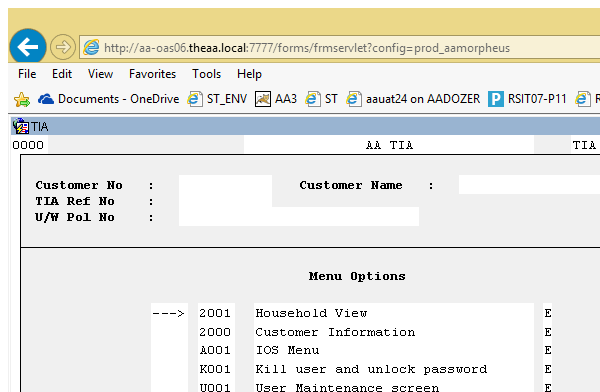 http://aa-oas06.theaa.local:7777/forms/frmservlet?config=prod_aamorpheus
File Edit View Favorites Tools Help
Documents - OneDrive ST_ENV AA3 ST aauat24 on AADOZER RSIT07-P11
TIA
0000 AA TIA TIA
Customer No : Customer Name :
TIA Ref No :
U/W Pol No :
Menu Options
---> 2001 Household View E
2000 Customer Information E
A001 IOS Menu E
K001 Kill user and unlock password E
U001 User Maintenance screen E